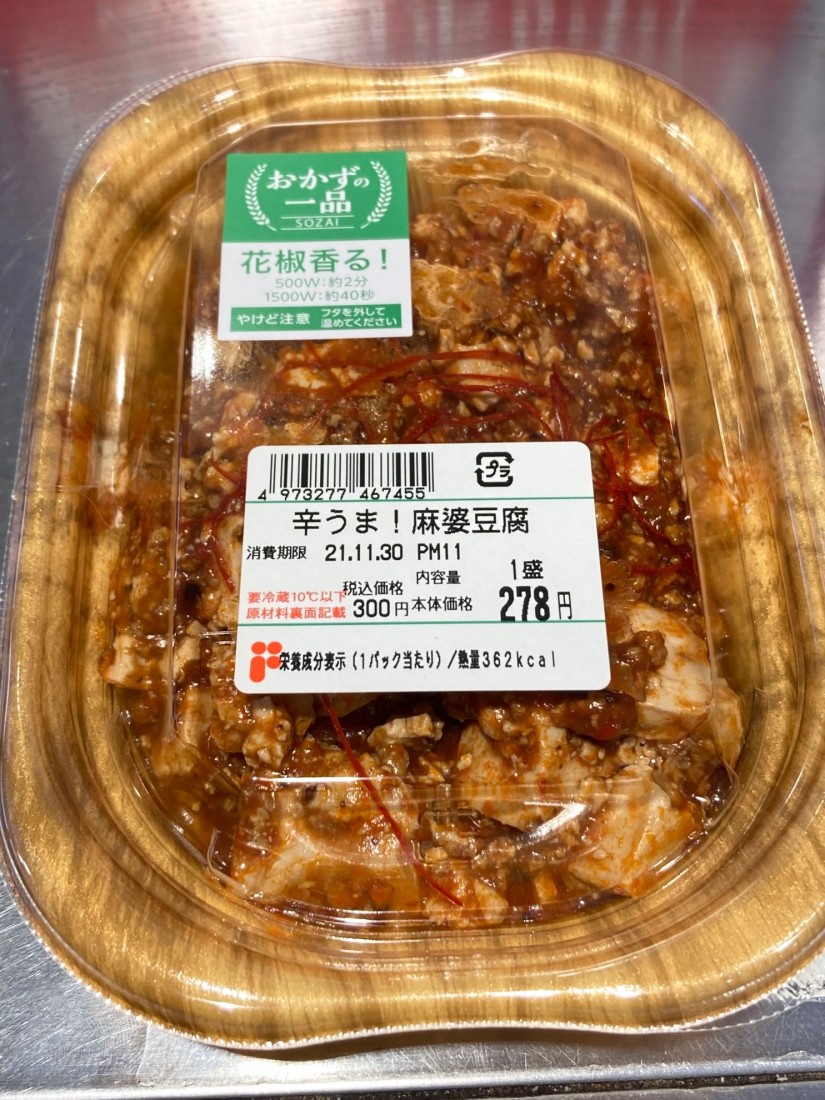 おかずの
一品
SOZAI
花椒香る！
500W：約2分
1500W：約40秒
やけど注意 フタを外して
温めてください
4 973277 467455
プラ
辛うま！麻婆豆腐
消費期限 21.11.30 PM11
内容量 1盛
要冷蔵10℃以下
原材料裏面記載
税込価格
300円
本体価格 278円
栄養成分表示（1パック当たり）/熱量362kcal